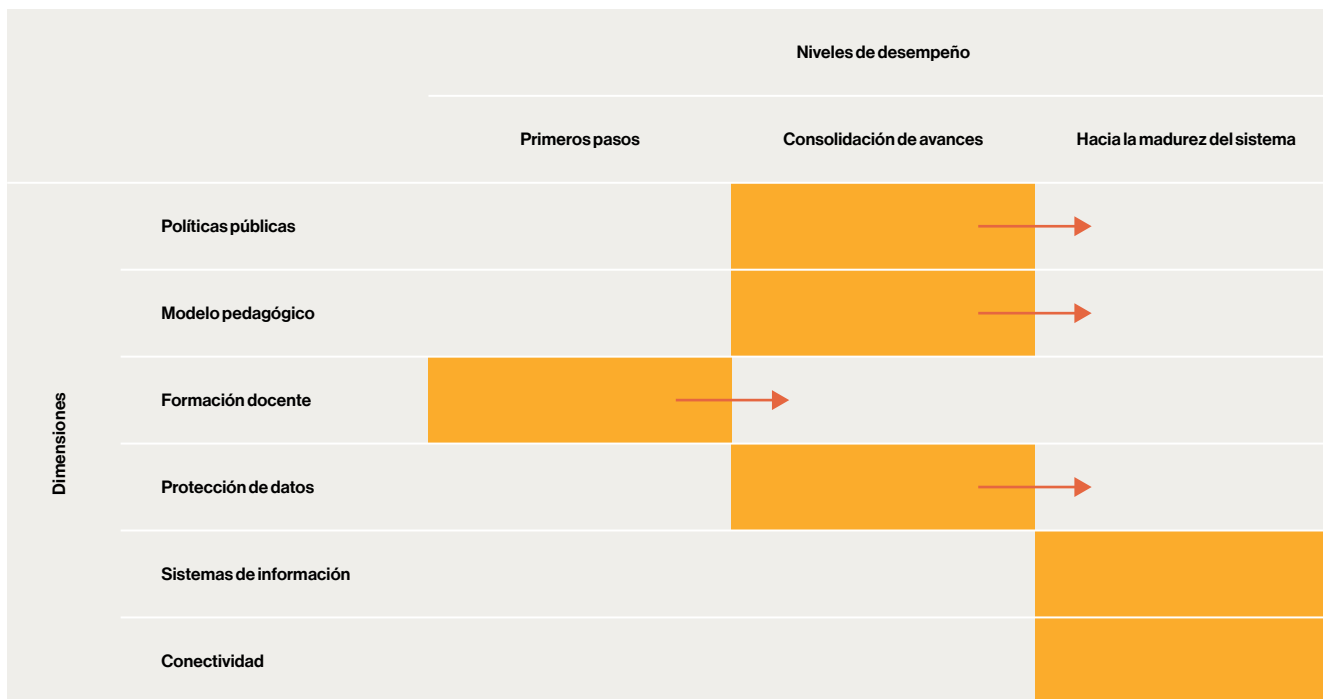 Niveles de desempeño
Primeros pasos
Consolidación de avances
Hacia la madurez del sistema
Dimensiones
Políticas públicas
Modelo pedagógico
Formación docente
Protección de datos
Sistemas de información
Conectividad